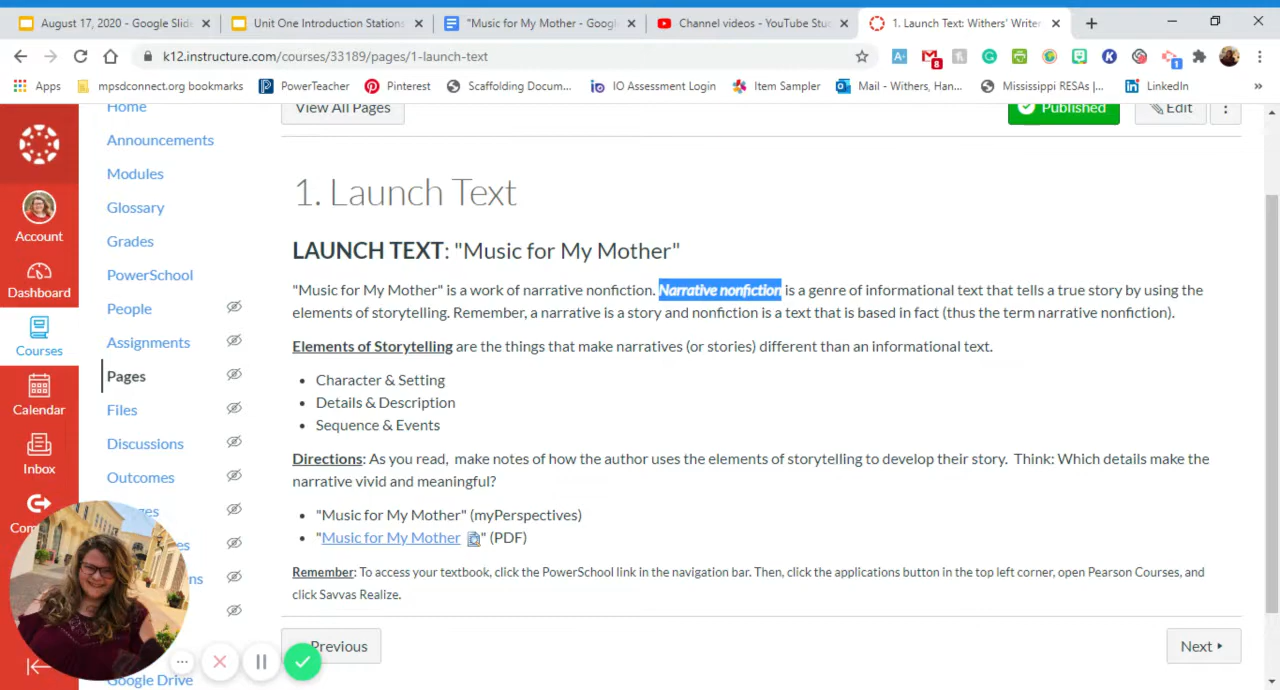 August 17, 2020 - Google Slide
Unit One Introduction Stations
"Music for My Mother - Googl
Channel videos - YouTube Stu
1. Launch Text: Withers' Writer
k12.instructure.com/courses/33189/pages/1-launch-text
Apps
mpsdconnect.org bookmarks
PowerTeacher
Pinterest
Scaffolding Docum...
IO Assessment Login
Item Sampler
Mail - Withers, Han...
Mississippi RESAs |...
LinkedIn
Home
Announcements
Modules
Glossary
Grades
PowerSchool
People
Assignments
Pages
Files
Discussions
Outcomes
Google Drive
Account
Dashboard
Courses
Calendar
Inbox
View All Pages
Published
Edit
1. Launch Text
LAUNCH TEXT: "Music for My Mother"
"Music for My Mother" is a work of narrative nonfiction. Narrative nonfiction is a genre of informational text that tells a true story by using the
elements of storytelling. Remember, a narrative is a story and nonfiction is a text that is based in fact (thus the term narrative nonfiction).
Elements of Storytelling are the things that make narratives (or stories) different than an informational text.
• Character & Setting
• Details & Description
• Sequence & Events
Directions: As you read, make notes of how the author uses the elements of storytelling to develop their story. Think: Which details make the
narrative vivid and meaningful?
• "Music for My Mother" (myPerspectives)
• "Music for My Mother" (PDF)
Remember: To access your textbook, click the PowerSchool link in the navigation bar. Then, click the applications button in the top left corner, open Pearson Courses, and
click Savvas Realize.
Previous
Next